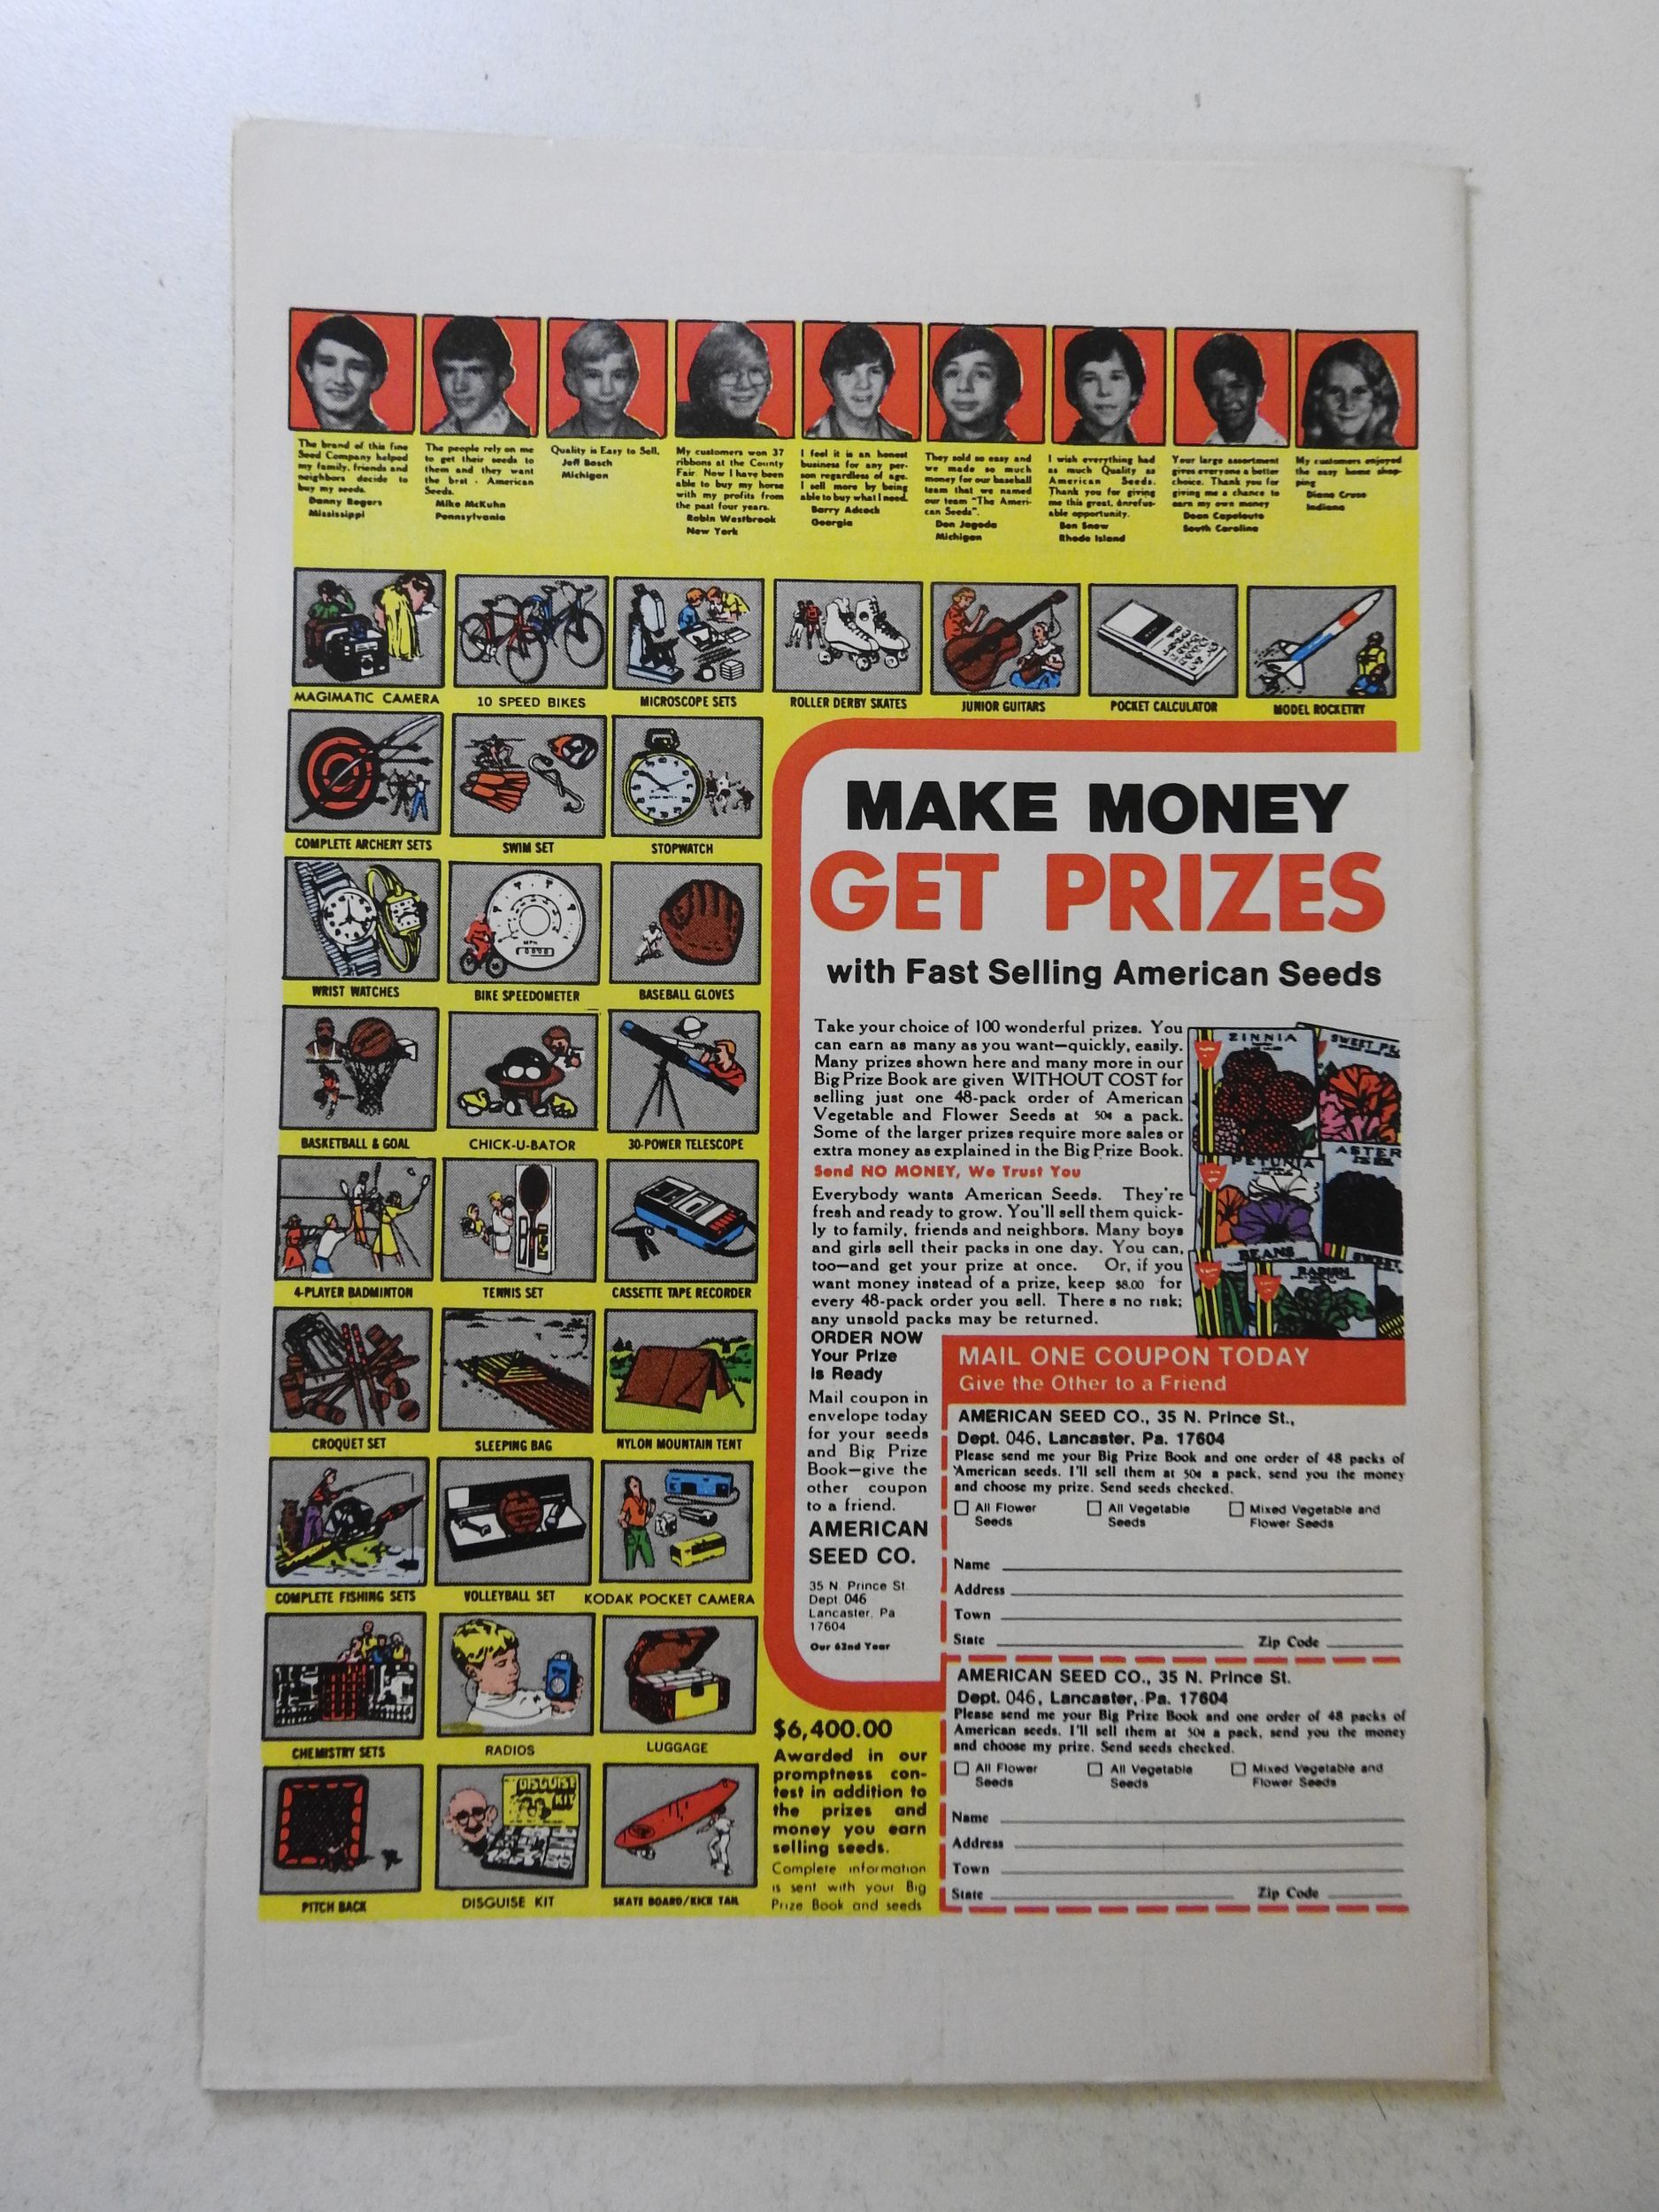 The brand of this fine
Seed Company helped
my family, friends and
neighbors decide to
buy my seeds.
Danny Rogers
Mississippi
The people rely on me
to get their seeds to
them and they want
the best - American
Seeds.
Mike McKuhn
Pennsylvania
Quality is Easy to Sell.
Jeff Bosch
Michigan
My customers won 37
ribbons at the County
Fair. Now I have been
able to buy my horse
with my profits from
the past four years.
Robin Westbrook
New York
I feel it is an honest
business for any per-
son regardless of age.
I sell more by being
able to buy what I need.
Barry Adcock
Georgia
They sold so easy and
we made so much
money for our baseball
team that we named
our team "The Ameri-
can Seeds".
Don Jagoda
Michigan
I wish everything had
as much Quality as
American Seeds.
Thank you for giving
me this great, unrefus-
able opportunity.
Ben Snow
Rhode Island
Your large assortment
gives everyone a better
choice. Thank you for
giving me a chance to
earn my own money
Dean Capelouto
South Carolina
My customers enjoyed
the easy home shop-
ping
Diane Cruse
Indiana
MAGIMATIC CAMERA
10 SPEED BIKES
MICROSCOPE SETS
ROLLER DERBY SKATES
JUNIOR GUITARS
POCKET CALCULATOR
MODEL ROCKETRY
COMPLETE ARCHERY SETS
SWIM SET
STOPWATCH
WRIST WATCHES
MPH
BIKE SPEEDOMETER
BASEBALL GLOVES
BASKETBALL & GOAL
CHICK-U-BATOR
30-POWER TELESCOPE
4-PLAYER BADMINTON
TENNIS SET
CASSETTE TAPE RECORDER
CROQUET SET
SLEEPING BAG
NYLON MOUNTAIN TENT
COMPLETE FISHING SETS
VOLLEYBALL SET
KODAK POCKET CAMERA
CHEMISTRY SETS
RADIOS
LUGGAGE
PITCH BACK
DISGUISE
KIT
DISGUISE KIT
SKATE BOARD/KICK TAIL
MAKE MONEY
GET PRIZES
with Fast Selling American Seeds
Take your choice of 100 wonderful prizes. You
can earn as many as you want—quickly, easily.
Many prizes shown here and many more in our
Big Prize Book are given WITHOUT COST for
selling just one 48-pack order of American
Vegetable and Flower Seeds at 50¢ a pack.
Some of the larger prizes require more sales or
extra money as explained in the Big Prize Book.
Send NO MONEY, We Trust You
Everybody wants American Seeds. They're
fresh and ready to grow. You'll sell them quick-
ly to family, friends and neighbors. Many boys
and girls sell their packs in one day. You can,
too—and get your prize at once. Or, if you
want money instead of a prize, keep $8.00 for
every 48-pack order you sell. There s no risk;
any unsold packs may be returned.
ZINNIA
SWEET PE
PETUNIA
ASTER
BEANS
RADISH
SWEET
ORDER NOW
Your Prize
Is Ready
Mail coupon in
envelope today
for your seeds
and Big Prize
Book—give the
other coupon
to a friend.
AMERICAN
SEED CO.
35 N. Prince St.
Dept. 046
Lancaster, Pa
17604
Our 62nd Year
$6,400.00
Awarded in our
promptness con-
test in addition to
the prizes and
money you earn
selling seeds.
Complete information
is sent with your Big
Prize Book and seeds
MAIL ONE COUPON TODAY
Give the Other to a Friend
AMERICAN SEED CO., 35 N. Prince St.,
Dept. 046, Lancaster, Pa. 17604
Please send me your Big Prize Book and one order of 48 packs of
American seeds. I'll sell them at 50¢ a pack, send you the money
and choose my prize. Send seeds checked.
All Flower
Seeds
All Vegetable
Seeds
Mixed Vegetable and
Flower Seeds
Name
Address
Town
State Zip Code
AMERICAN SEED CO., 35 N. Prince St.
Dept. 046, Lancaster, Pa. 17604
Please send me your Big Prize Book and one order of 48 packs of
American seeds. I'll sell them at 50¢ a pack, send you the money
and choose my prize. Send seeds checked.
All Flower
Seeds
All Vegetable
Seeds
Mixed Vegetable and
Flower Seeds
Name
Address
Town
State Zip Code